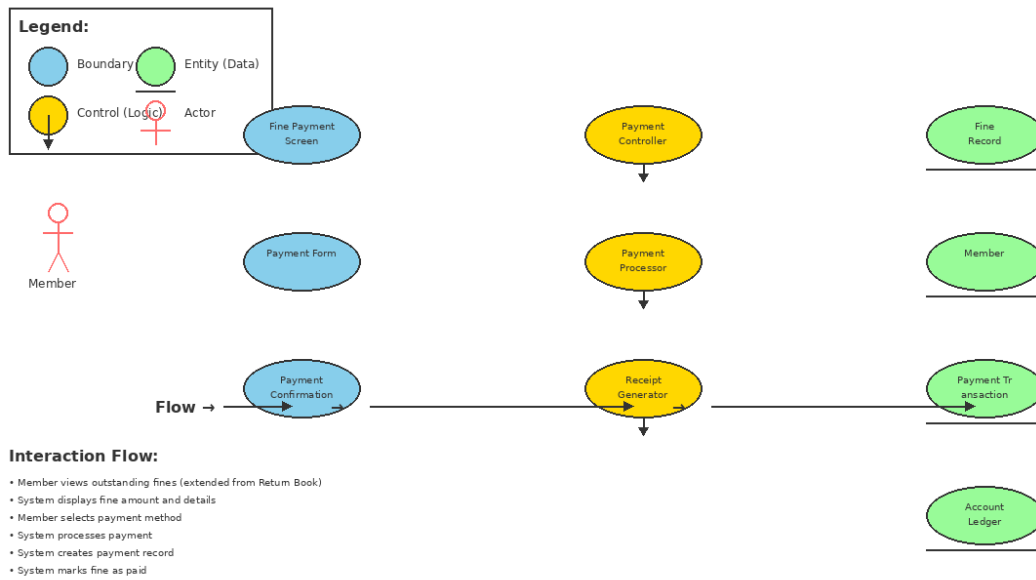 Legend:
Boundary
Entity (Data)
Control (Logic)
Actor
Fine Payment
Screen
Payment
Controller
Fine
Record
Member
Payment Form
Payment
Processor
Member
Payment
Confirmation
→
Receipt
Generator
→
Payment Tr
ansaction
Flow →
Interaction Flow:
• Member views outstanding fines (extended from Return Book)
• System displays fine amount and details
• Member selects payment method
• System processes payment
• System creates payment record
• System marks fine as paid
Account
Ledger